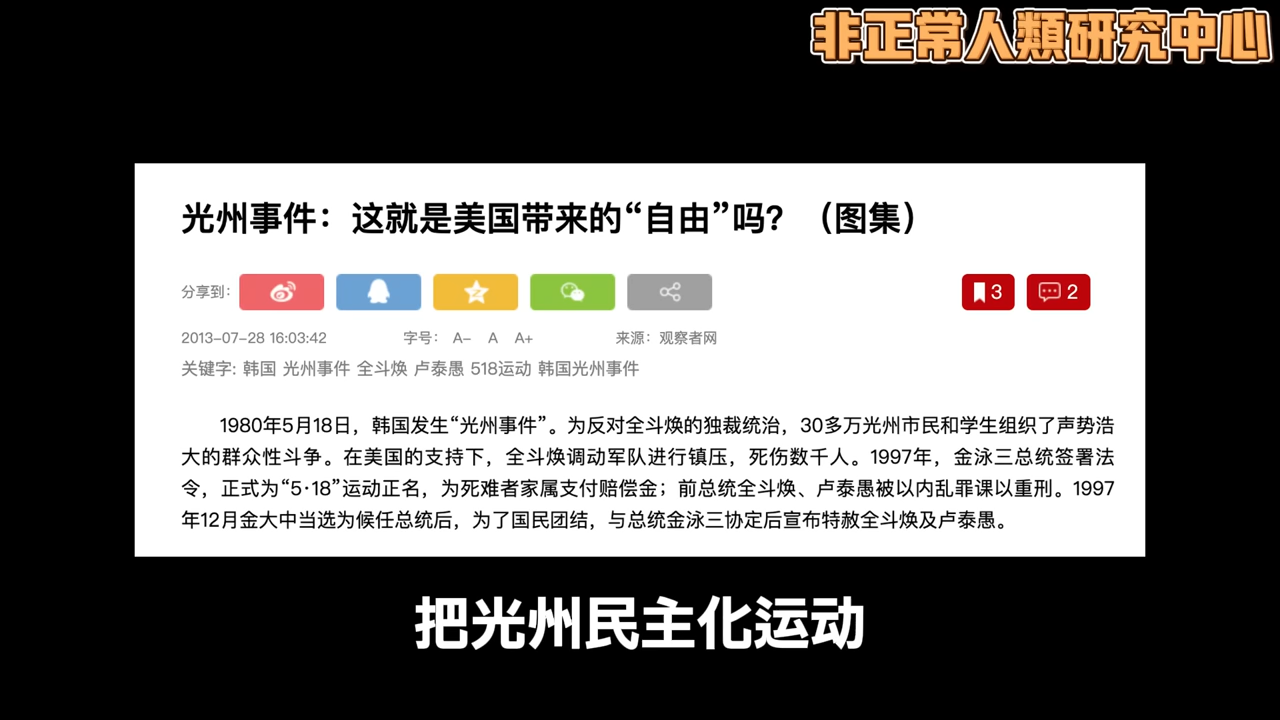 非正常人類研究中心
光州事件：这就是美国带来的“自由”吗？（图集）
分享到： 3 2
2013-07-28 16:03:42 字号： A- A A+ 来源：观察者网
关键字: 韩国 光州事件 全斗焕 卢泰愚 518运动 韩国光州事件
1980年5月18日，韩国发生“光州事件”。为反对全斗焕的独裁统治，30多万光州市民和学生组织了声势浩
大的群众性斗争。在美国的支持下，全斗焕调动军队进行镇压，死伤数千人。1997年，金泳三总统签署法
令，正式为“5·18”运动正名，为死难者家属支付赔偿金；前总统全斗焕、卢泰愚被以内乱罪课以重刑。1997
年12月金大中当选为候任总统后，为了国民团结，与总统金泳三协定后宣布特赦全斗焕及卢泰愚。
把光州民主化运动